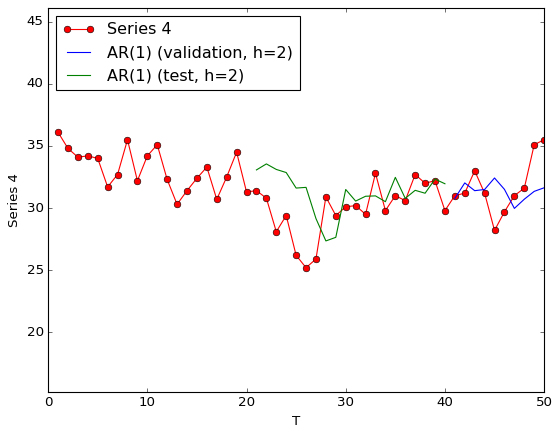 45
40
35
30
25
20
Series 4
Series 4
AR(1) (validation, h=2)
AR(1) (test, h=2)
0
10
20
30
40
50
T